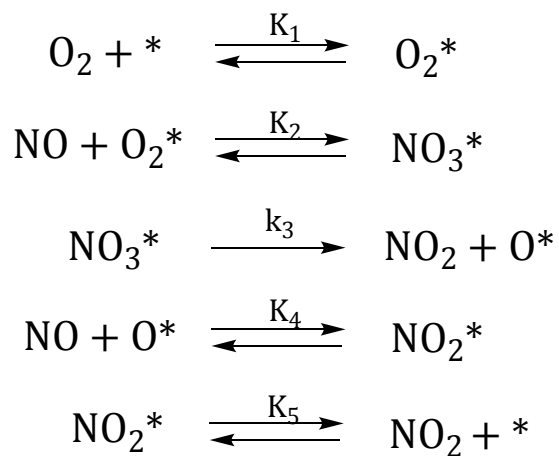 O₂ + * K₁ O₂*
NO + O₂* K₂ NO₃*
NO₃* k₃ NO₂ + O*
NO + O* K₄ NO₂*
NO₂* K₅ NO₂ + *